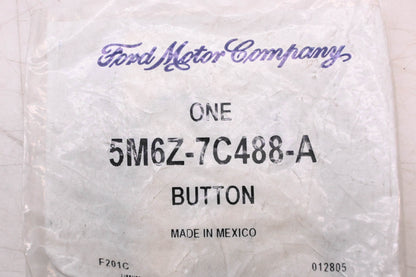 Ford Motor Company
ONE
5M6Z-7C488-A
BUTTON
MADE IN MEXICO
F201C 012805